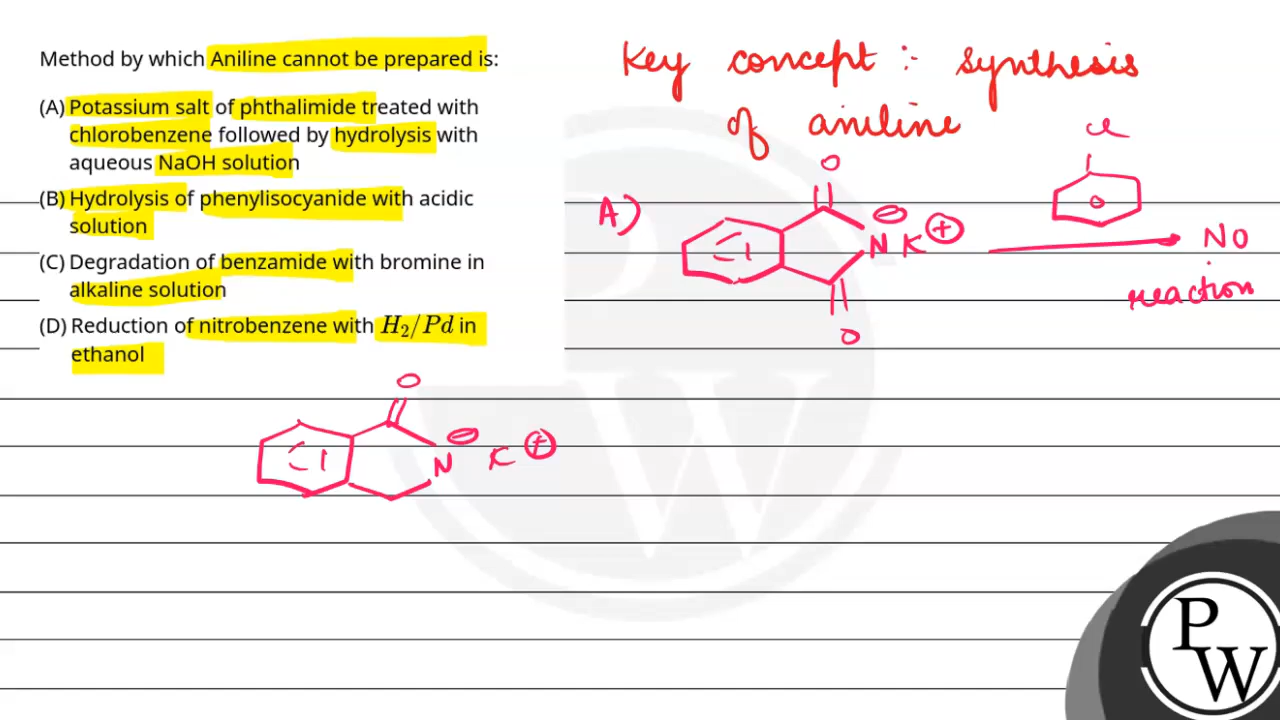 Method by which Aniline cannot be prepared is:
(A) Potassium salt of phthalimide treated with
chlorobenzene followed by hydrolysis with
aqueous NaOH solution
(B) Hydrolysis of phenylisocyanide with acidic
solution
(C) Degradation of benzamide with bromine in
alkaline solution
(D) Reduction of nitrobenzene with H₂/Pd in
ethanol
Key concept : Synthesis
of aniline
A)
O
N ⊖ K ⊕
O
Cl
No
reaction
O
N ⊖ K ⊕
PW